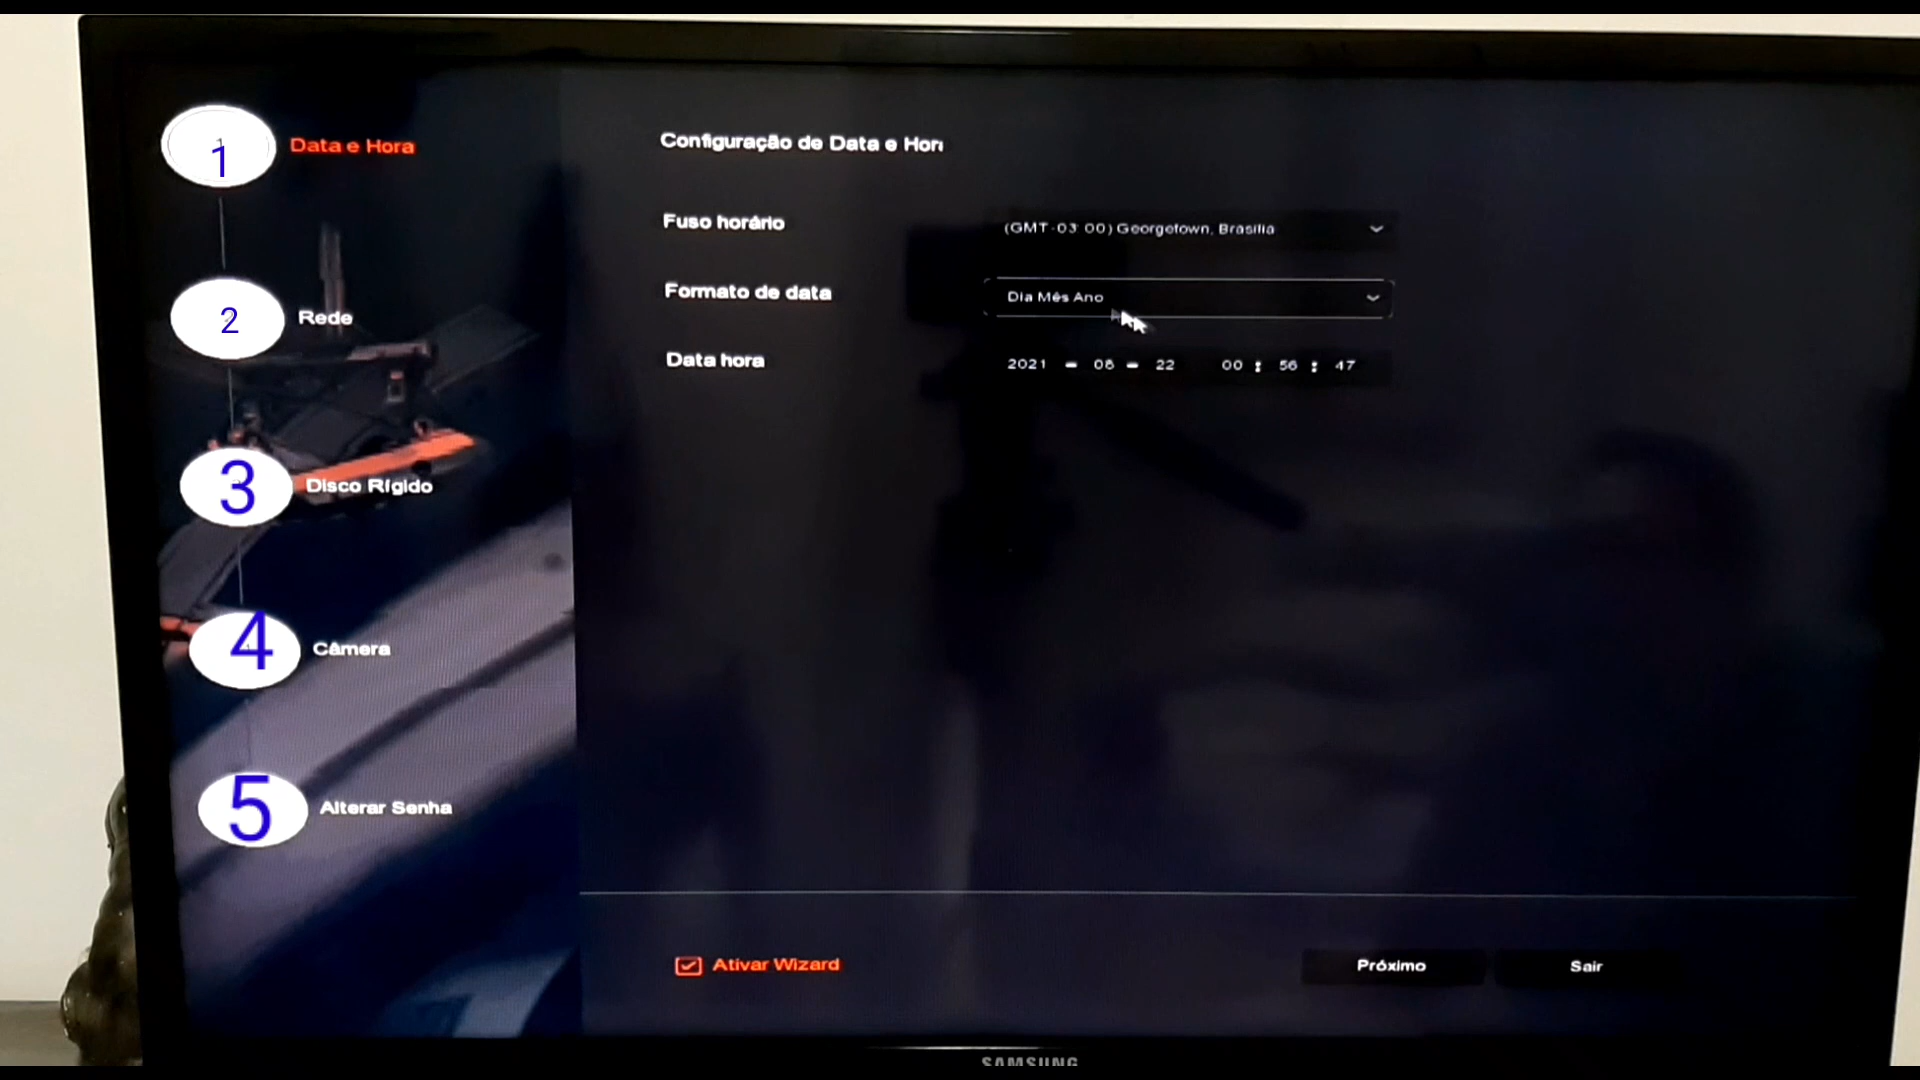 1 Data e Hora
2 Rede
3 Disco Rígido
4 Câmera
5 Alterar Senha
Configuração de Data e Hor
Fuso horário (GMT-03:00) Georgetown, Brasilia
Formato de data Dia Mês Ano
Data hora 2021 - 08 - 22 00 : 56 : 47
Ativar Wizard
Próximo Sair
SAMSUNG